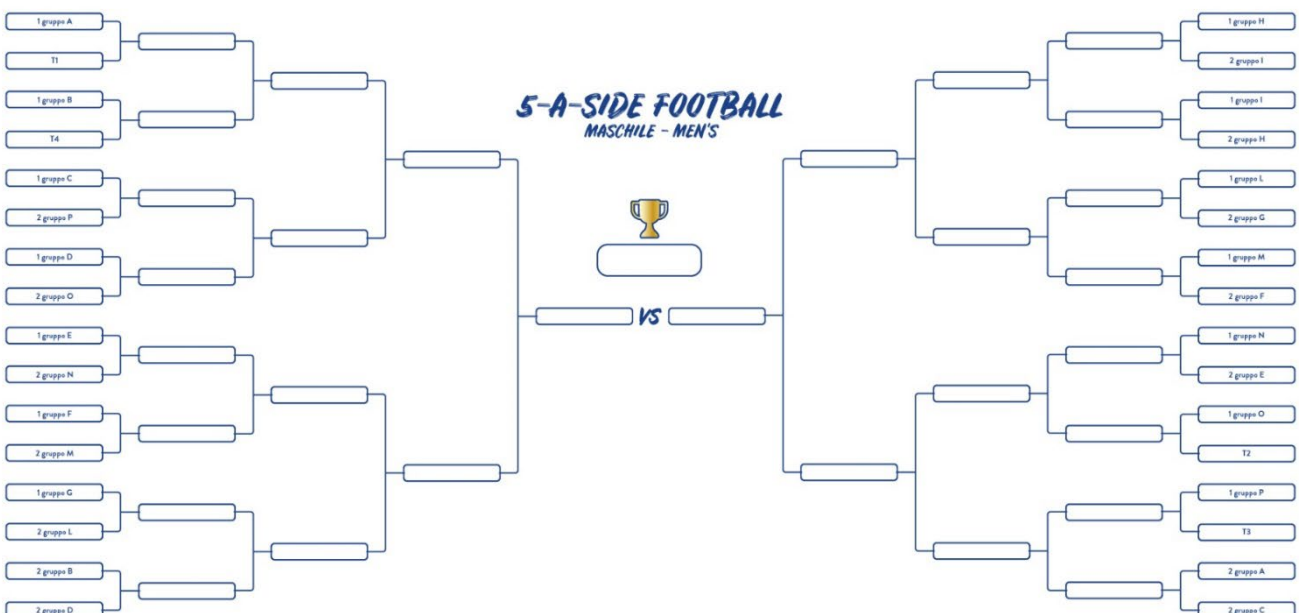 1 gruppo A
T1
1 gruppo B
T4
1 gruppo C
2 gruppo P
1 gruppo D
2 gruppo O
1 gruppo E
2 gruppo N
1 gruppo F
2 gruppo M
1 gruppo G
2 gruppo L
2 gruppo B
2 gruppo D
5-A-SIDE FOOTBALL
MASCHILE - MEN'S
VS
1 gruppo H
2 gruppo I
1 gruppo I
2 gruppo H
1 gruppo L
2 gruppo G
1 gruppo M
2 gruppo F
1 gruppo N
2 gruppo E
1 gruppo O
T2
1 gruppo P
T3
2 gruppo A
2 gruppo C